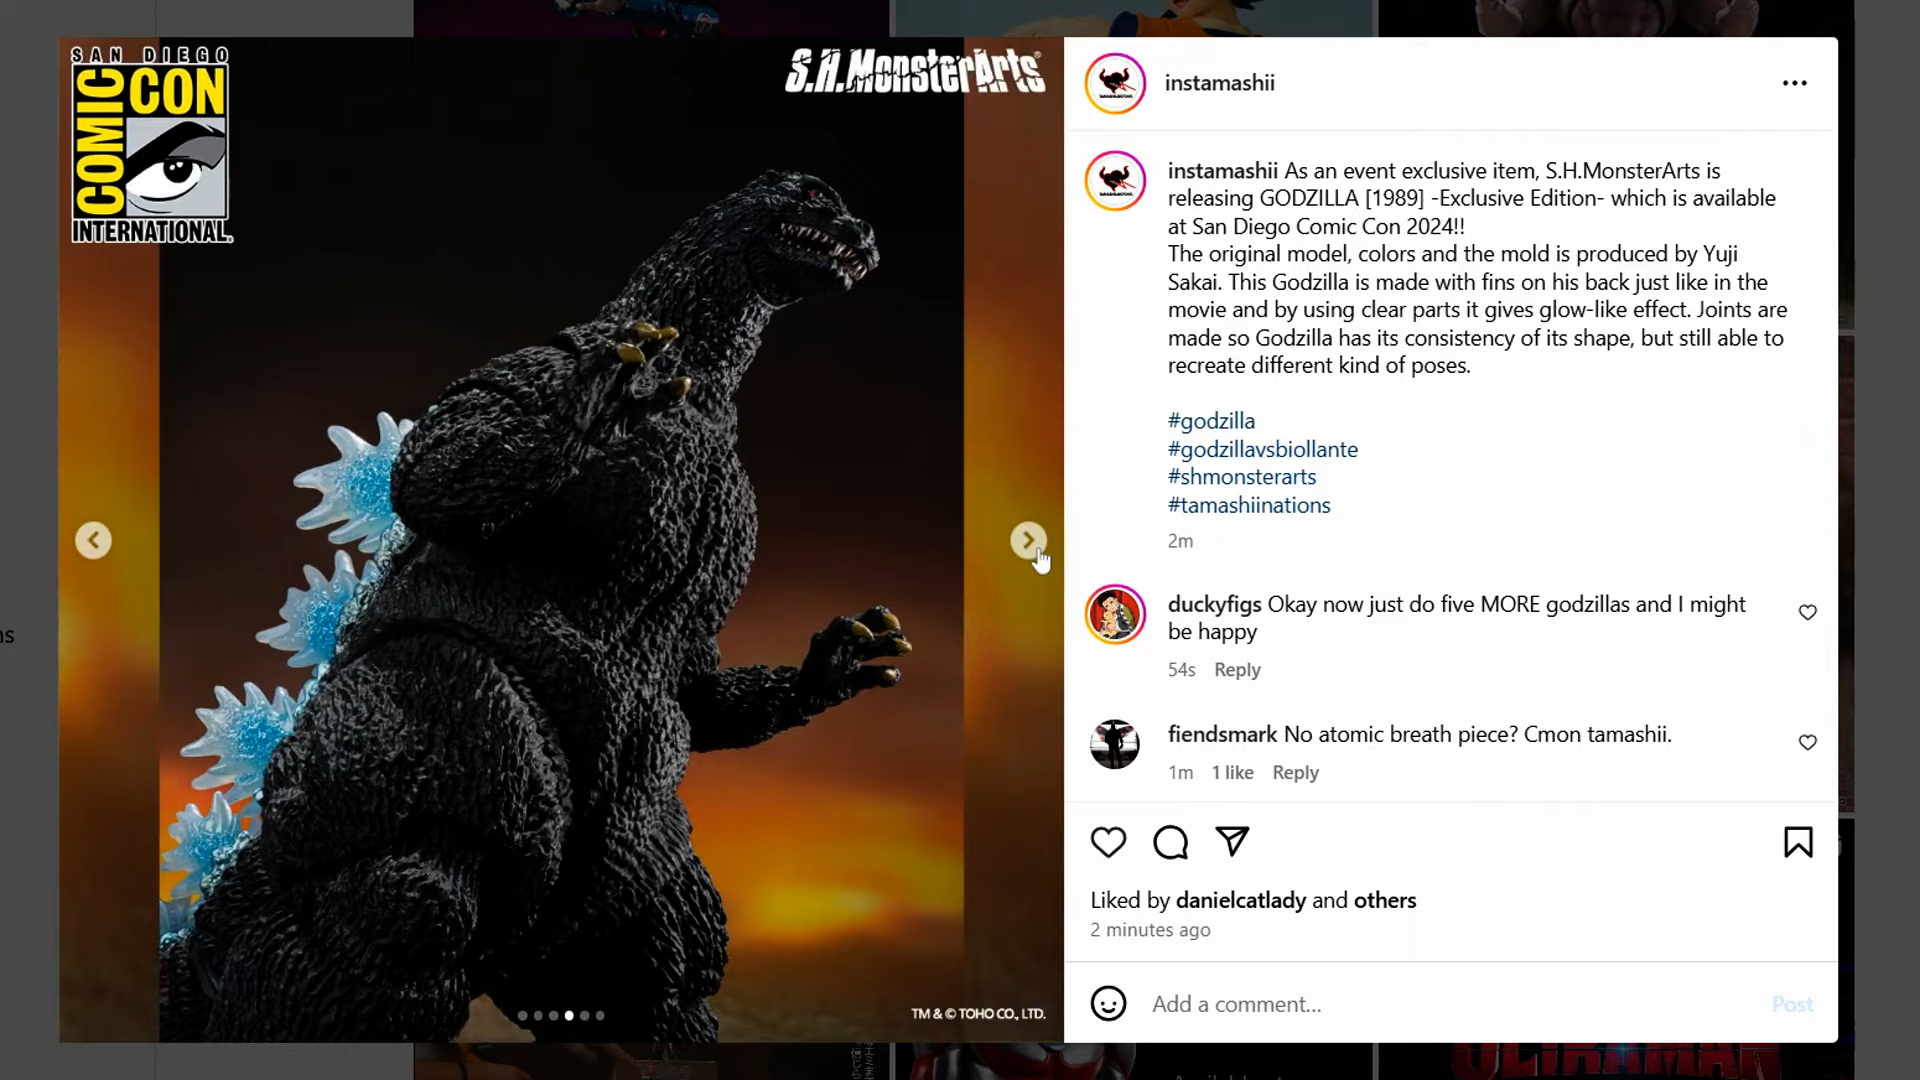 SAN DIEGO
COMIC CON
INTERNATIONAL.
S.H.MonsterArts
TM & © TOHO CO., LTD.
ns
instamashii
instamashii As an event exclusive item, S.H.MonsterArts is
releasing GODZILLA [1989] -Exclusive Edition- which is available
at San Diego Comic Con 2024!!
The original model, colors and the mold is produced by Yuji
Sakai. This Godzilla is made with fins on his back just like in the
movie and by using clear parts it gives glow-like effect. Joints are
made so Godzilla has its consistency of its shape, but still able to
recreate different kind of poses.
#godzilla
#godzillavsbiollante
#shmonsterarts
#tamashiinations
2m
duckyfigs Okay now just do five MORE godzillas and I might
be happy
54s Reply
fiendsmark No atomic breath piece? Cmon tamashii.
1m 1 like Reply
Liked by danielcatlady and others
2 minutes ago
Add a comment...
Post